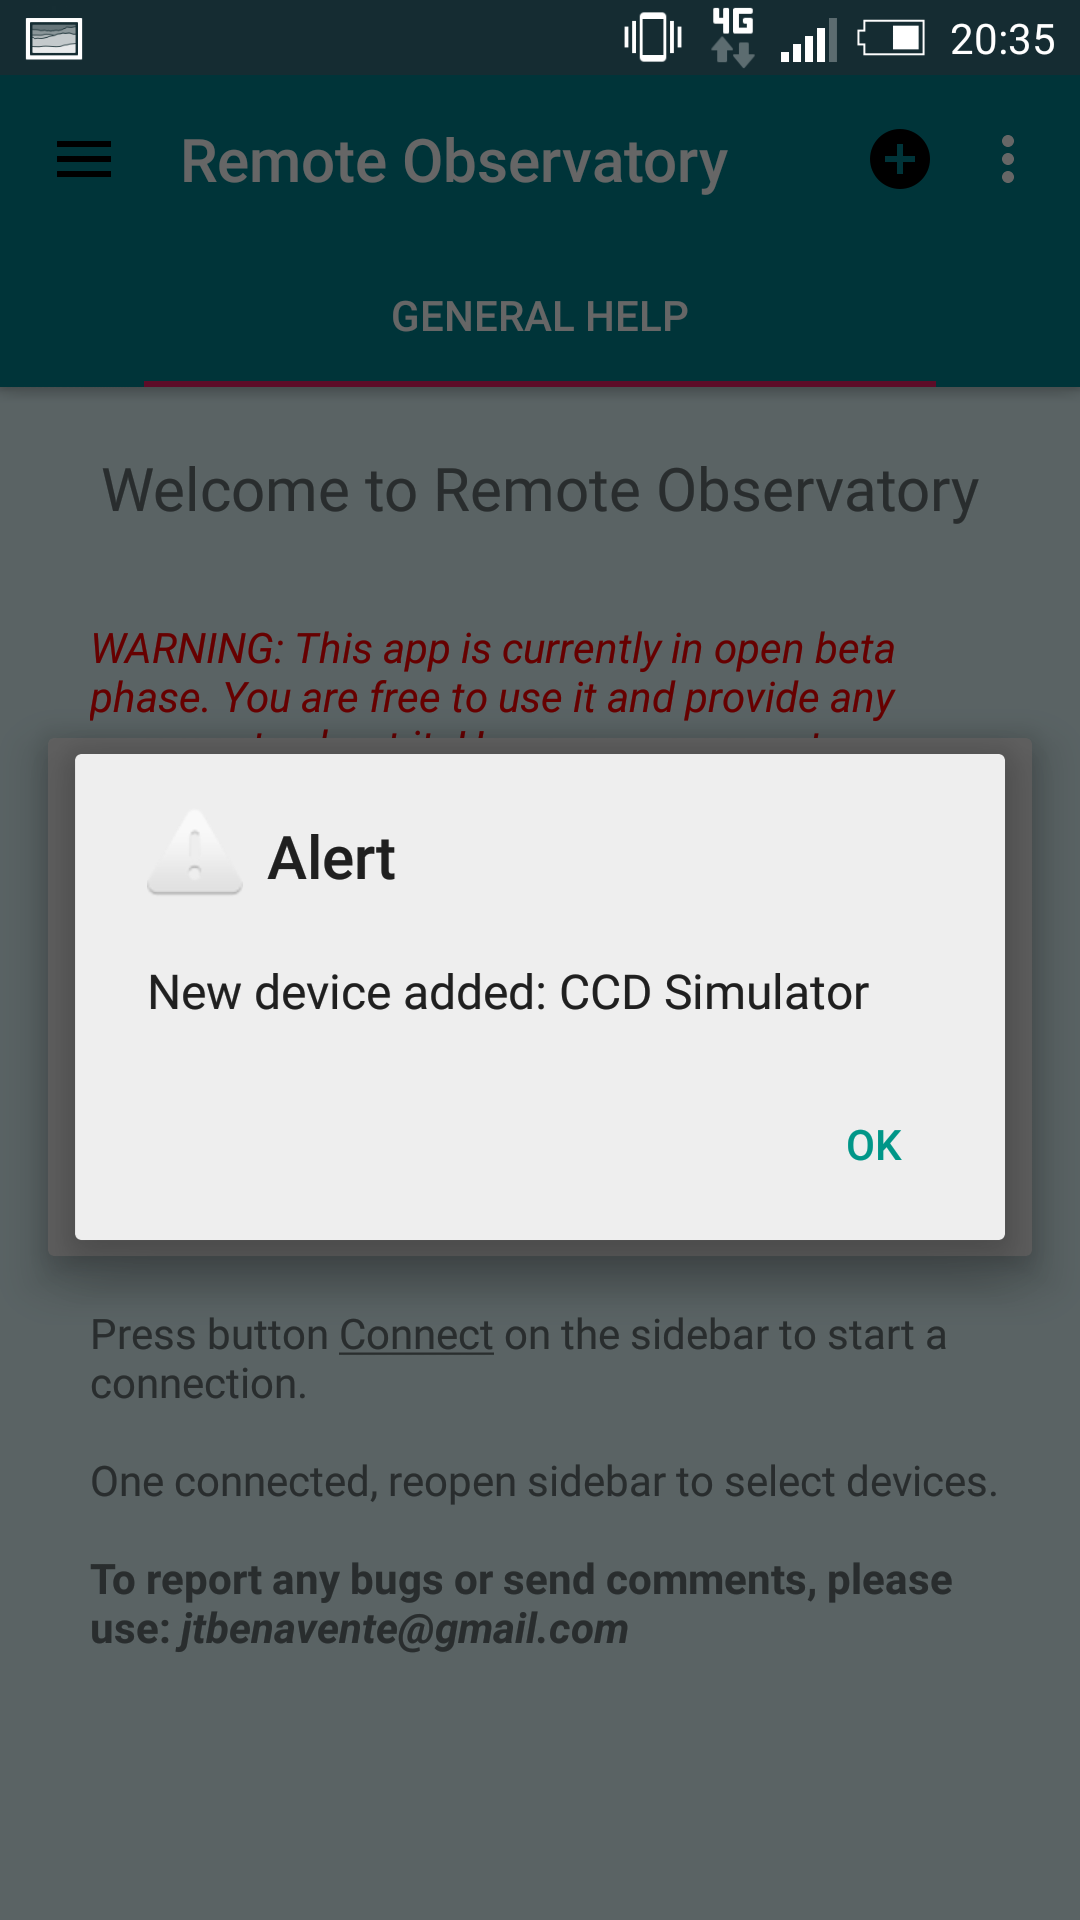 4G
20:35
Remote Observatory
GENERAL HELP
Welcome to Remote Observatory
WARNING: This app is currently in open beta
phase. You are free to use it and provide any
Alert
New device added: CCD Simulator
OK
Press button Connect on the sidebar to start a
connection.
One connected, reopen sidebar to select devices.
To report any bugs or send comments, please
use: jtbenavente@gmail.com